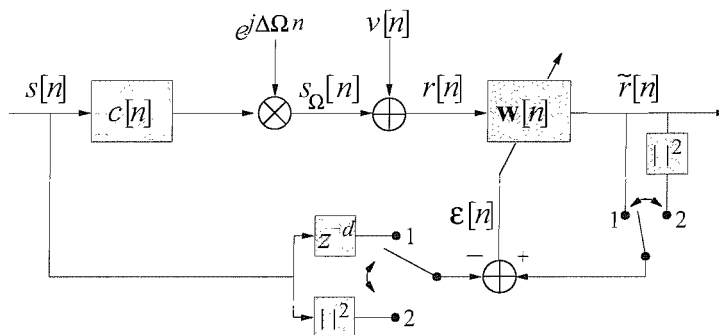 e^{jΔΩn}
v[n]
s[n]
c[n]
s_Ω[n]
r[n]
w[n]
r̃[n]
| |²
ε[n]
1
2
z^{-d}
1
− +
| |²
2